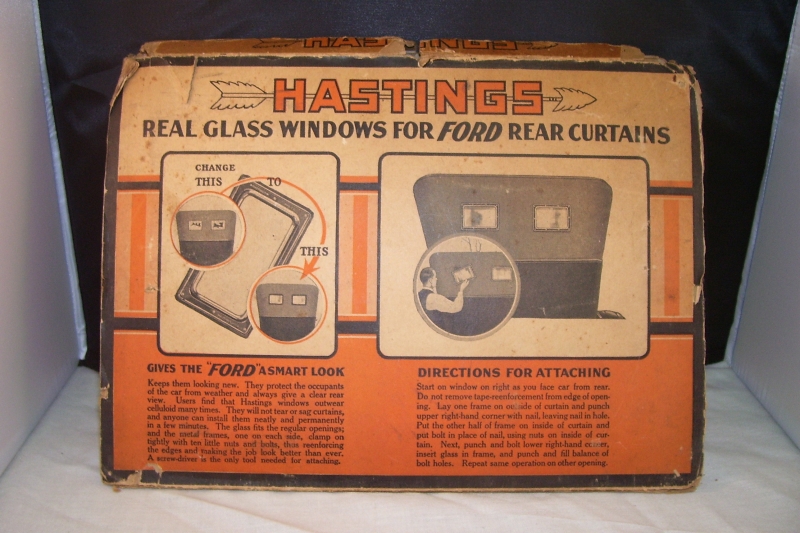 HASTINGS
HASTINGS
REAL GLASS WINDOWS FOR FORD REAR CURTAINS
CHANGE
THIS TO
THIS
GIVES THE "FORD" A SMART LOOK
Keeps them looking new. They protect the occupants
of the car from weather and always give a clear rear
view. Users find that Hastings windows outwear
celluloid many times. They will not tear or sag curtains,
and anyone can install them neatly and permanently
in a few minutes. The glass fits the regular openings;
and the metal frames, one on each side, clamp on
tightly with ten little nuts and bolts, thus reenforcing
the edges and making the job look better than ever.
A screw-driver is the only tool needed for attaching.
DIRECTIONS FOR ATTACHING
Start on window on right as you face car from rear.
Do not remove tape-reenforcement from edge of open-
ing. Lay one frame on outside of curtain and punch
upper right-hand corner with nail, leaving nail in hole.
Put the other half of frame on inside of curtain and
put bolt in place of nail, using nuts on inside of cur-
tain. Next, punch and bolt lower right-hand corner,
insert glass in frame, and punch and fill balance of
bolt holes. Repeat same operation on other opening.